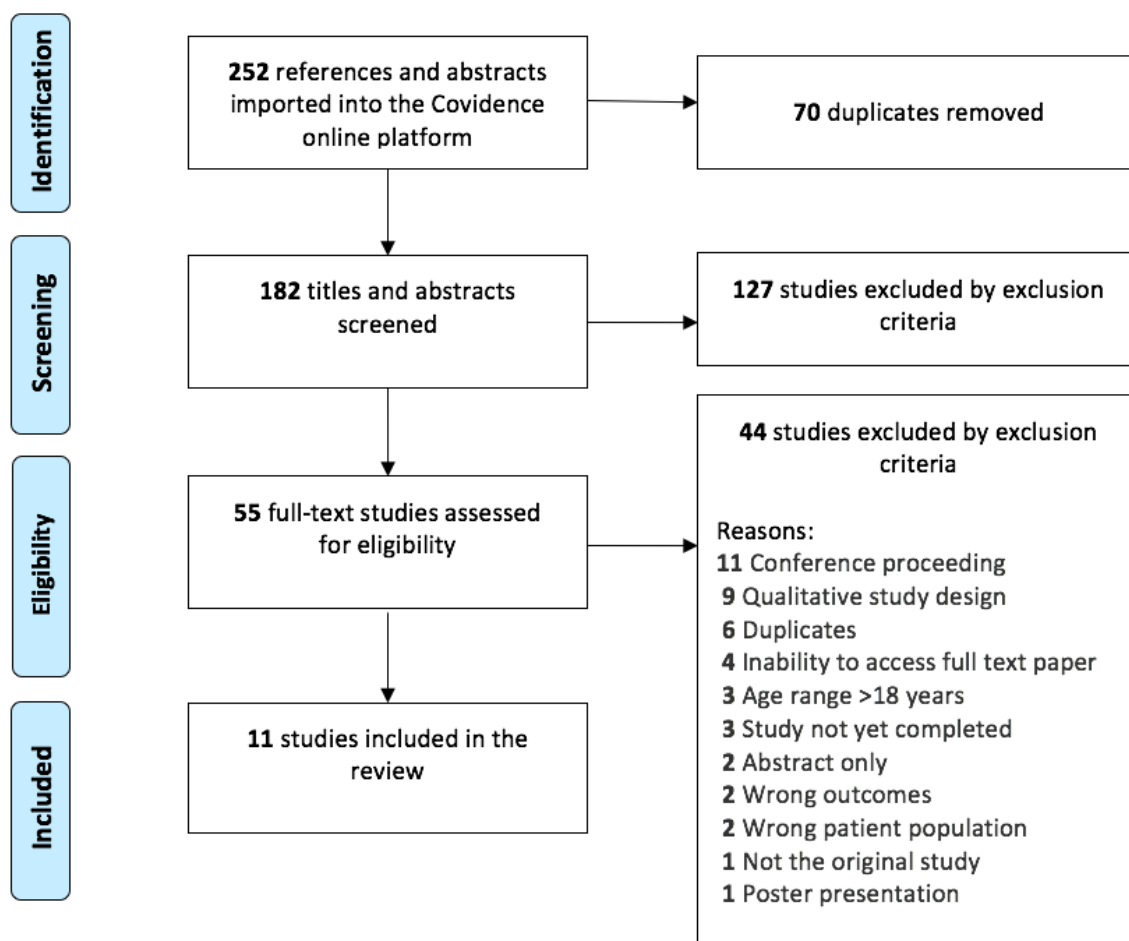 Identification
252 references and abstracts
imported into the Covidence
online platform
70 duplicates removed
Screening
182 titles and abstracts
screened
127 studies excluded by exclusion
criteria
Eligibility
55 full-text studies assessed
for eligibility
44 studies excluded by exclusion
criteria
Reasons:
11 Conference proceeding
9 Qualitative study design
6 Duplicates
4 Inability to access full text paper
3 Age range >18 years
3 Study not yet completed
2 Abstract only
2 Wrong outcomes
2 Wrong patient population
1 Not the original study
1 Poster presentation
Included
11 studies included in the
review